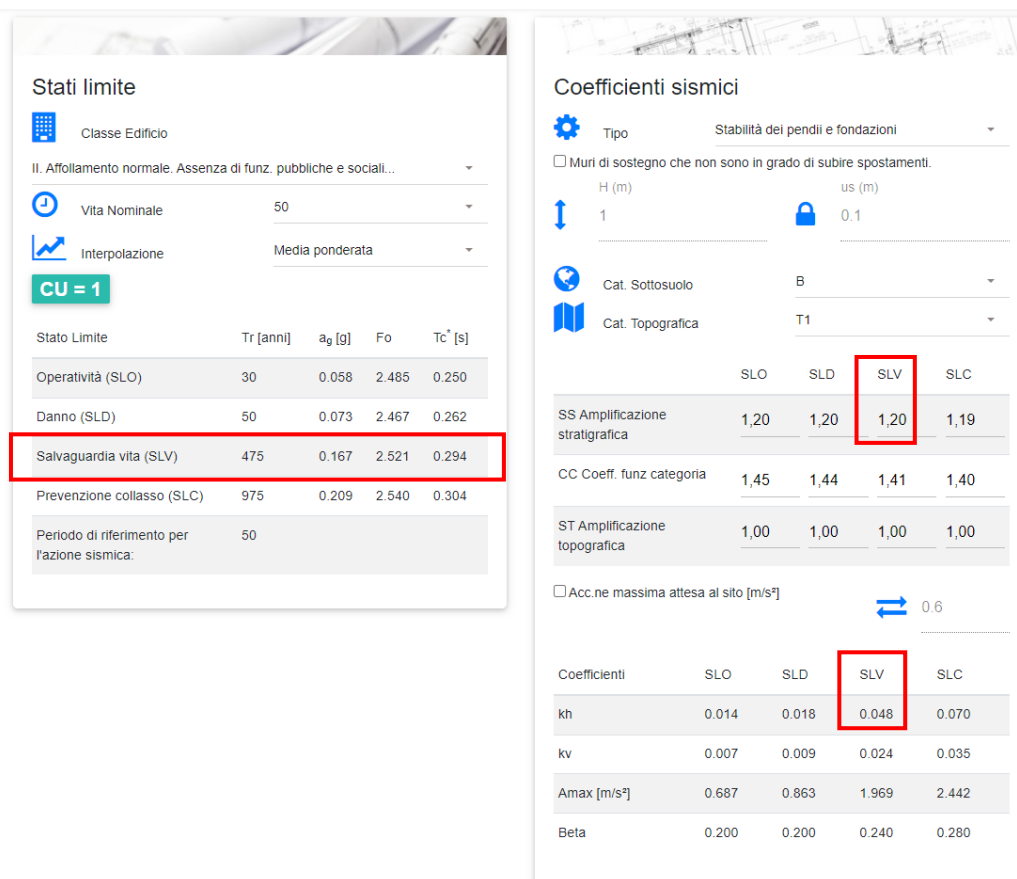 Stati limite
Classe Edificio
II. Affollamento normale. Assenza di funz. pubbliche e sociali...
Vita Nominale 50
Interpolazione Media ponderata
CU = 1
Stato Limite Tr [anni] ag [g] Fo Tc* [s]
Operatività (SLO) 30 0.058 2.485 0.250
Danno (SLD) 50 0.073 2.467 0.262
Salvaguardia vita (SLV) 475 0.167 2.521 0.294
Prevenzione collasso (SLC) 975 0.209 2.540 0.304
Periodo di riferimento per 50
l'azione sismica:
Coefficienti sismici
Tipo Stabilità dei pendii e fondazioni
Muri di sostegno che non sono in grado di subire spostamenti.
H (m) us (m)
1 0.1
Cat. Sottosuolo B
Cat. Topografica T1
SLO SLD SLV SLC
SS Amplificazione 1,20 1,20 1,20 1,19
stratigrafica
CC Coeff. funz categoria 1,45 1,44 1,41 1,40
ST Amplificazione 1,00 1,00 1,00 1,00
topografica
Acc.ne massima attesa al sito [m/s²]
0.6
Coefficienti SLO SLD SLV SLC
kh 0.014 0.018 0.048 0.070
kv 0.007 0.009 0.024 0.035
Amax [m/s²] 0.687 0.863 1.969 2.442
Beta 0.200 0.200 0.240 0.280